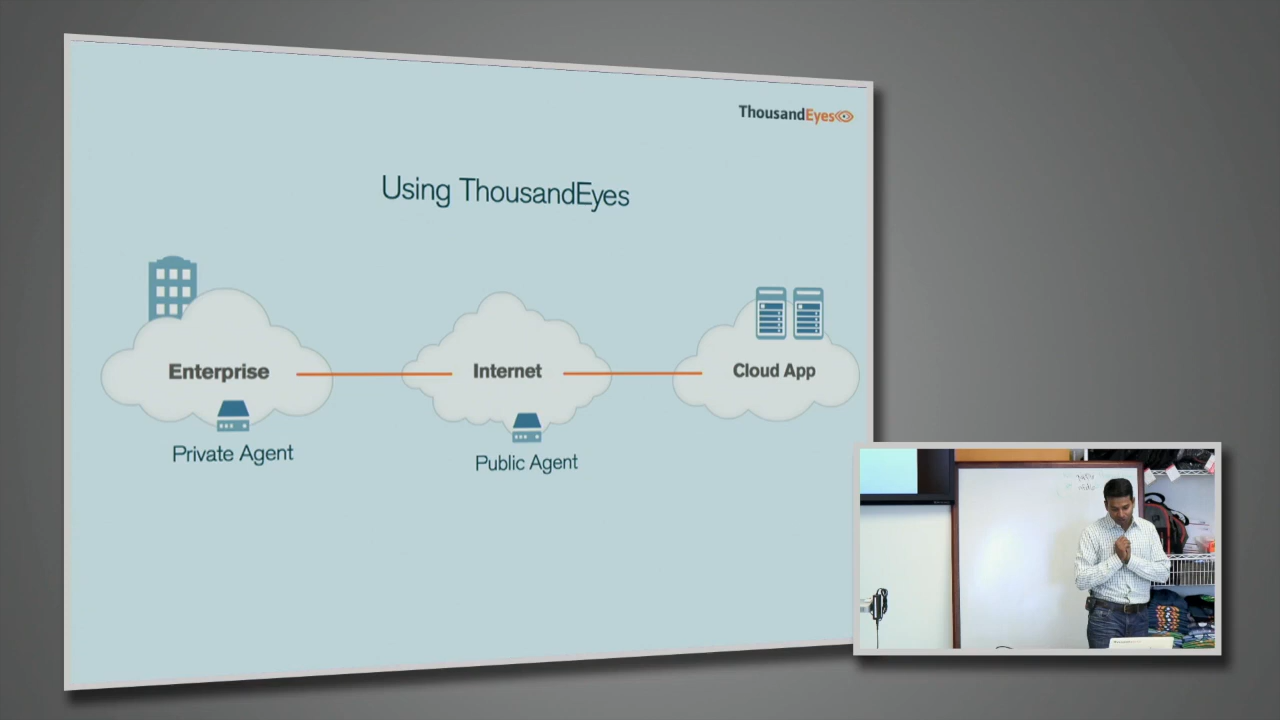 ThousandEyes
Using ThousandEyes
Enterprise
Internet
Cloud App
Private Agent
Public Agent